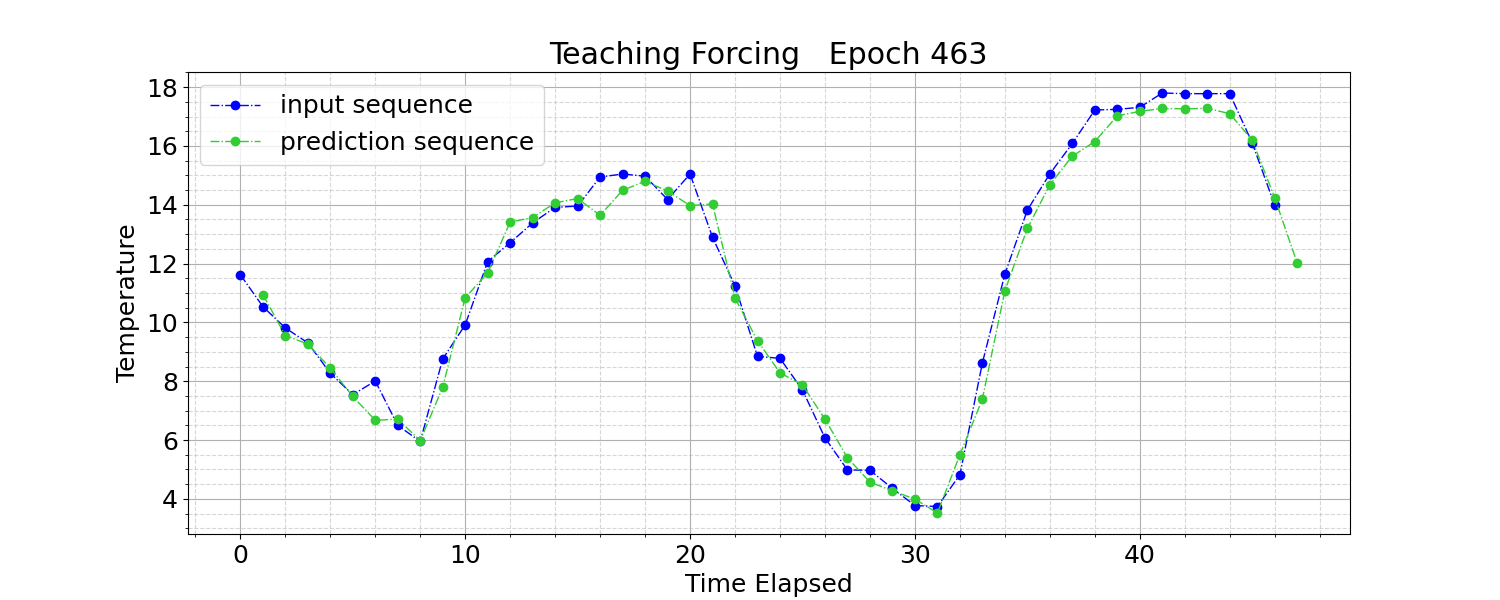 Teaching Forcing   Epoch 463
input sequence
prediction sequence
Temperature
18
16
14
12
10
8
6
4
0 10 20 30 40
Time Elapsed